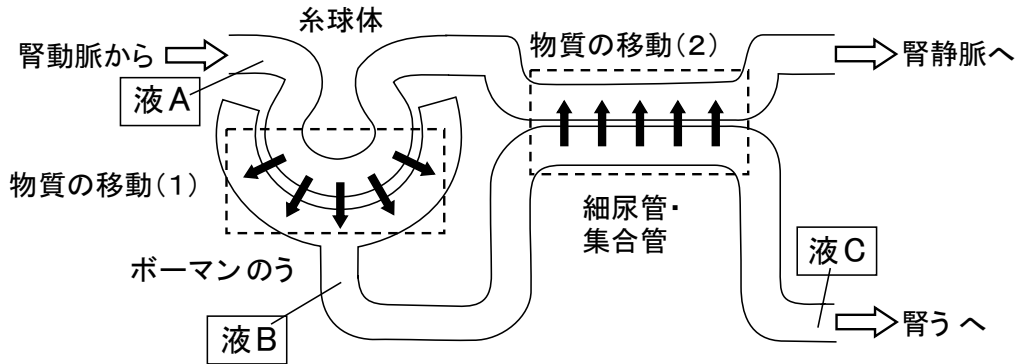 糸球体
腎動脈から
物質の移動(2)
腎静脈へ
液A
物質の移動(1)
細尿管・
集合管
ボーマンのう
液C
液B
腎うへ